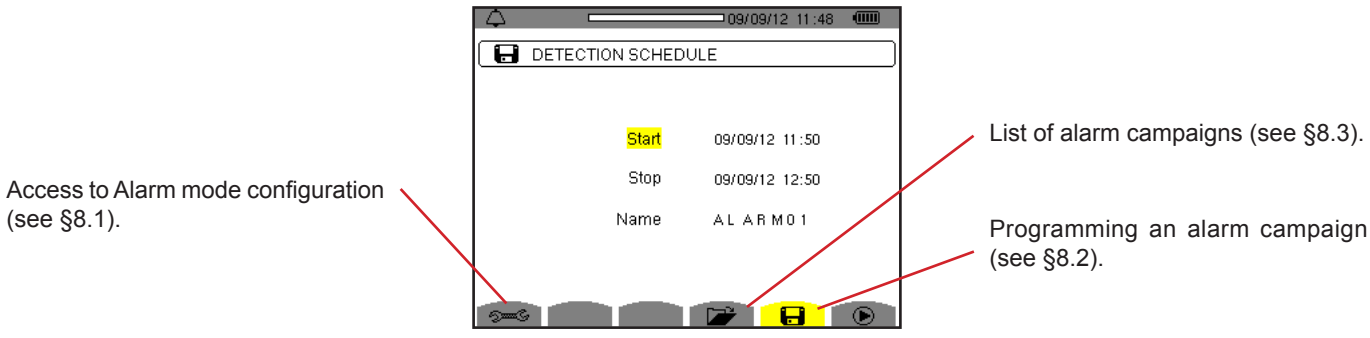 09/09/12 11:48
DETECTION SCHEDULE
Start 09/09/12 11:50
Stop 09/09/12 12:50
Name ALARM01
Access to Alarm mode configuration
(see §8.1).
List of alarm campaigns (see §8.3).
Programming an alarm campaign
(see §8.2).